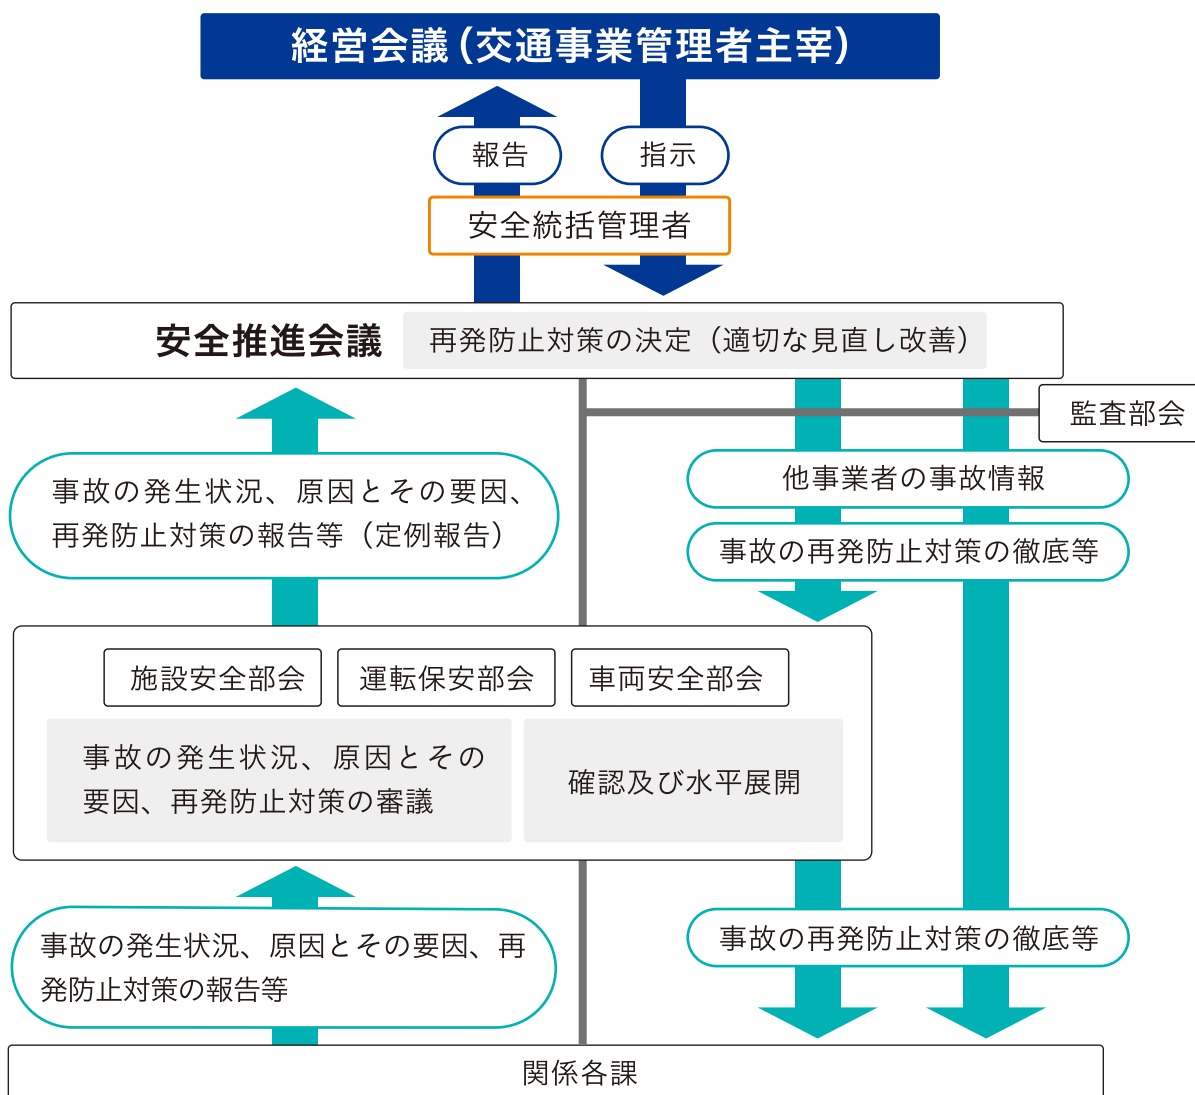 経営会議（交通事業管理者主宰）
報告
指示
安全統括管理者
安全推進会議
再発防止対策の決定（適切な見直し改善）
監査部会
事故の発生状況、原因とその要因、
再発防止対策の報告等（定例報告）
他事業者の事故情報
事故の再発防止対策の徹底等
施設安全部会
運転保安部会
車両安全部会
事故の発生状況、原因とその
要因、再発防止対策の審議
確認及び水平展開
事故の発生状況、原因とその要因、再
発防止対策の報告等
事故の再発防止対策の徹底等
関係各課